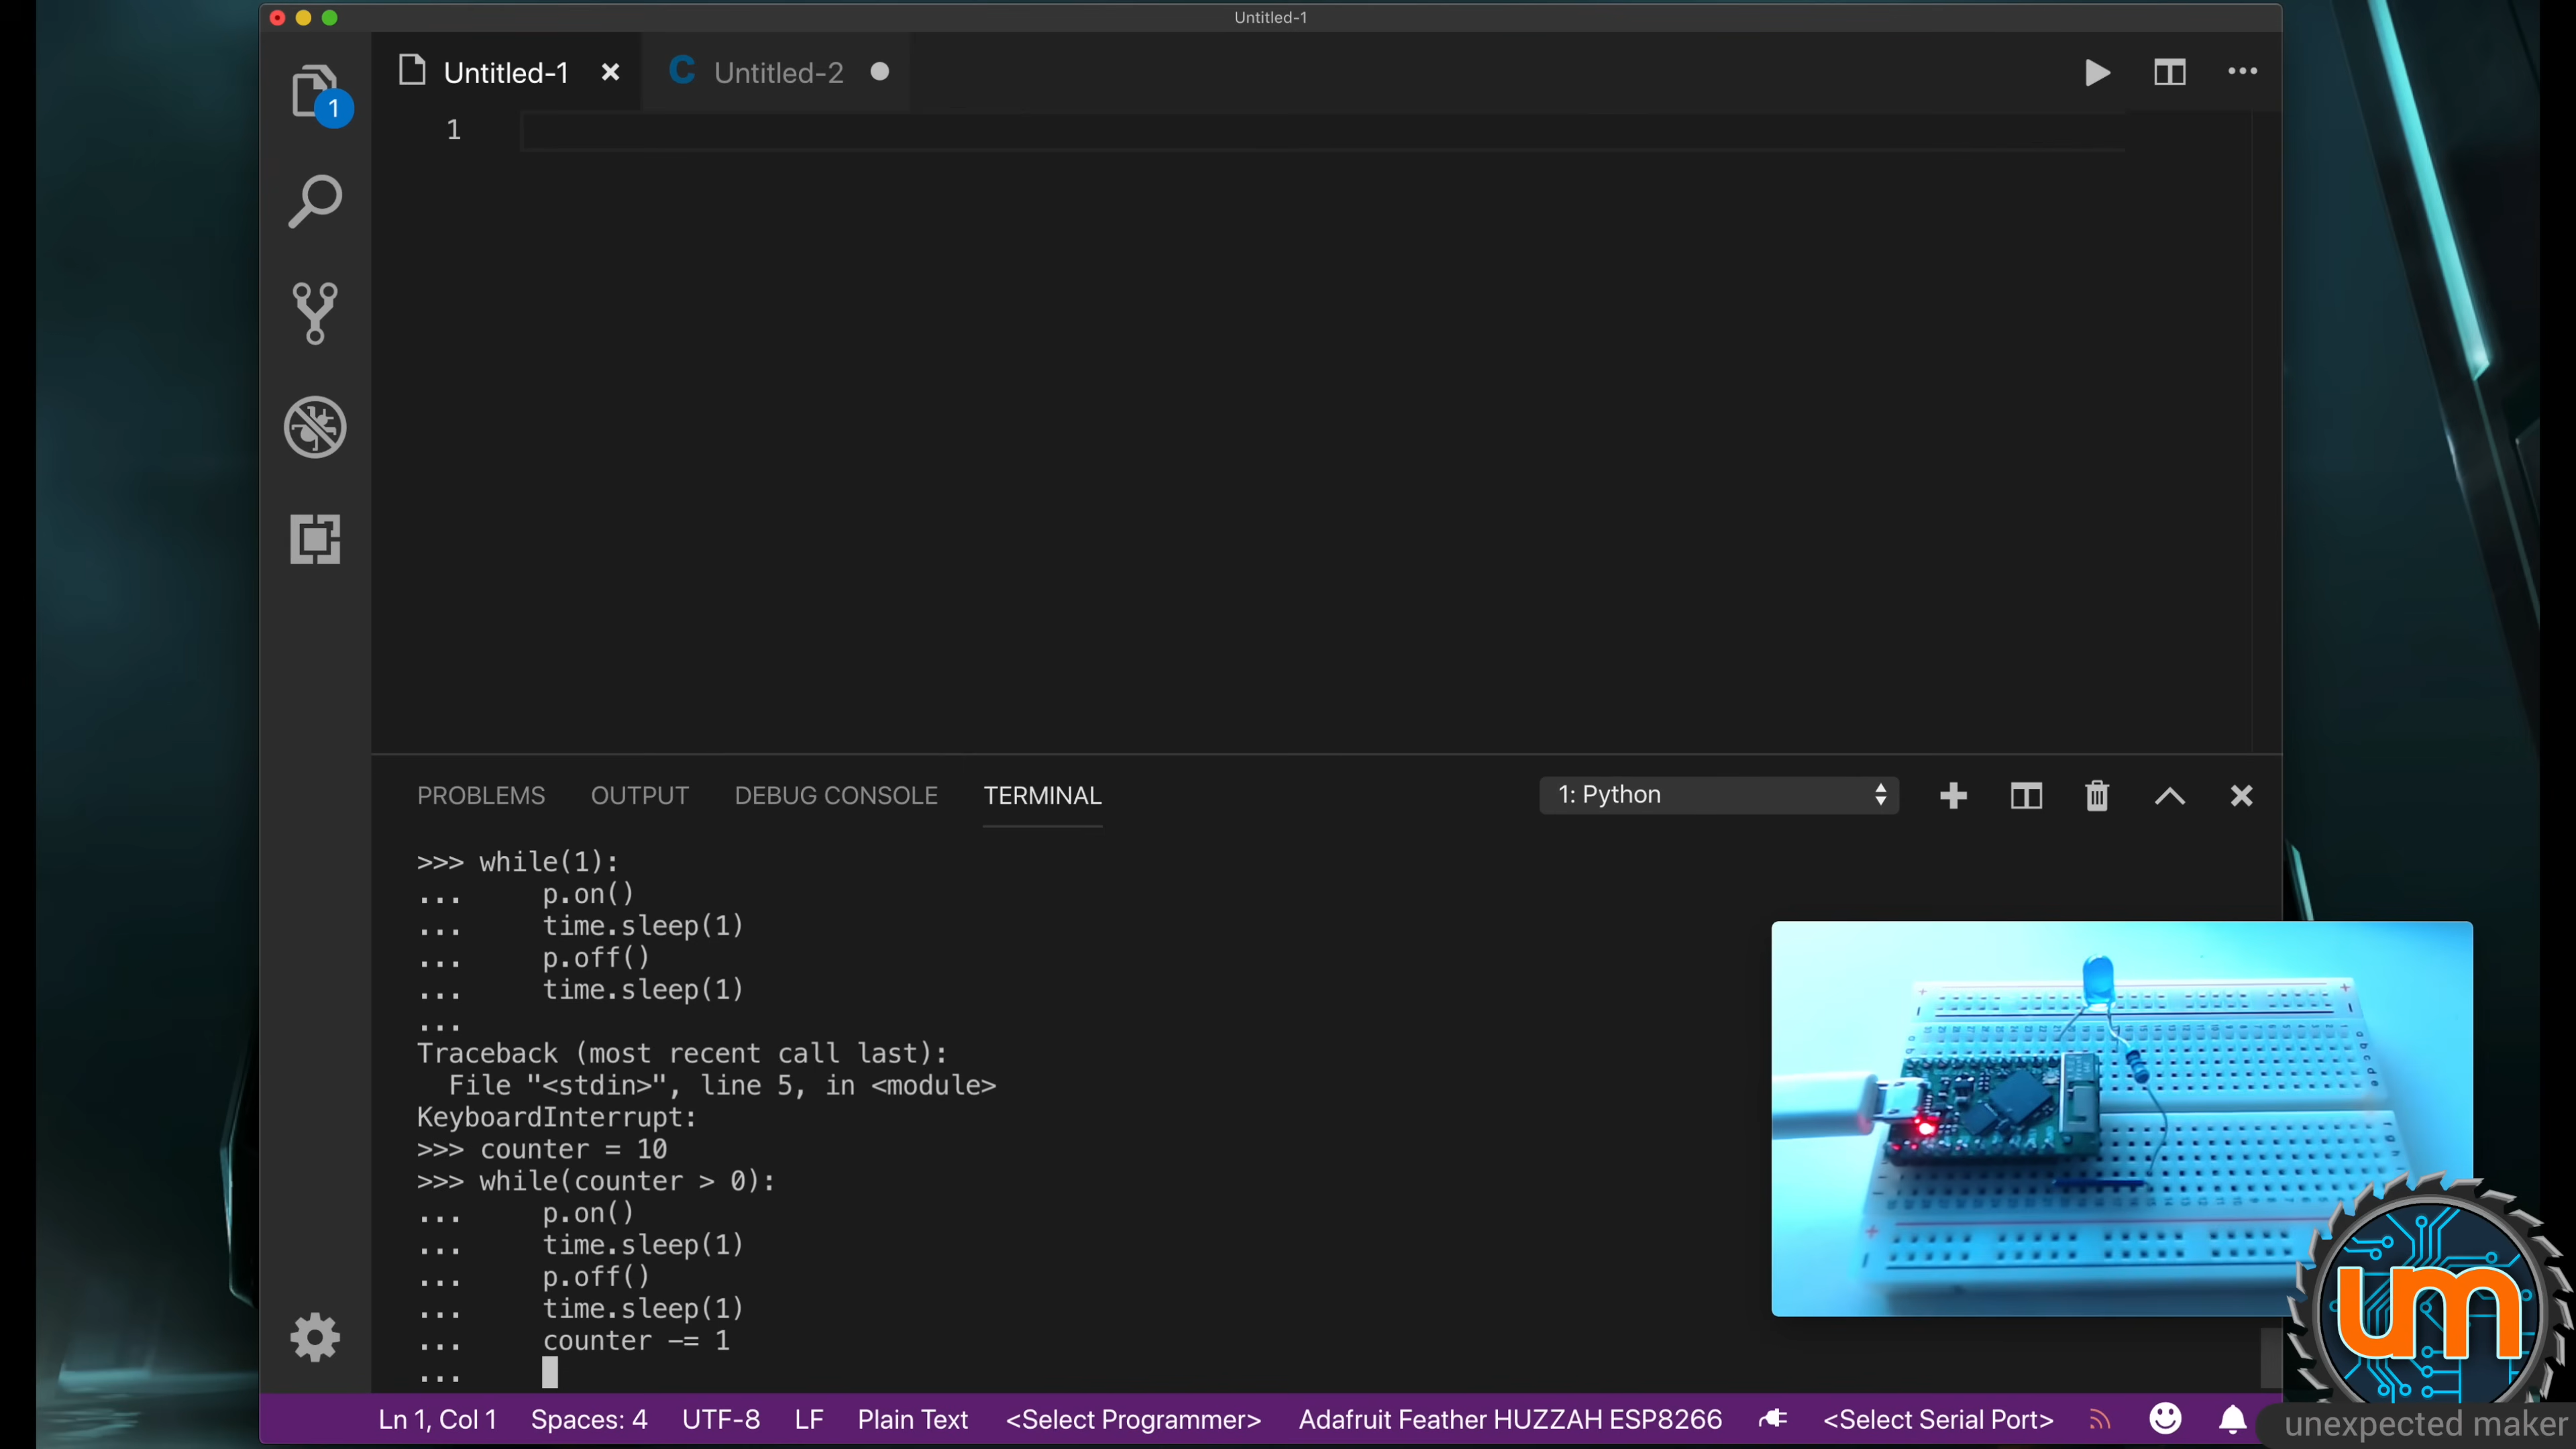 Untitled-1
Untitled-1
C Untitled-2
1
1
PROBLEMS OUTPUT DEBUG CONSOLE TERMINAL
1: Python
>>> while(1):
...     p.on()
...     time.sleep(1)
...     p.off()
...     time.sleep(1)
...
Traceback (most recent call last):
  File "<stdin>", line 5, in <module>
KeyboardInterrupt:
>>> counter = 10
>>> while(counter > 0):
...     p.on()
...     time.sleep(1)
...     p.off()
...     time.sleep(1)
...     counter -= 1
...
um
Ln 1, Col 1 Spaces: 4 UTF-8 LF Plain Text <Select Programmer> Adafruit Feather HUZZAH ESP8266 <Select Serial Port>
unexpected maker